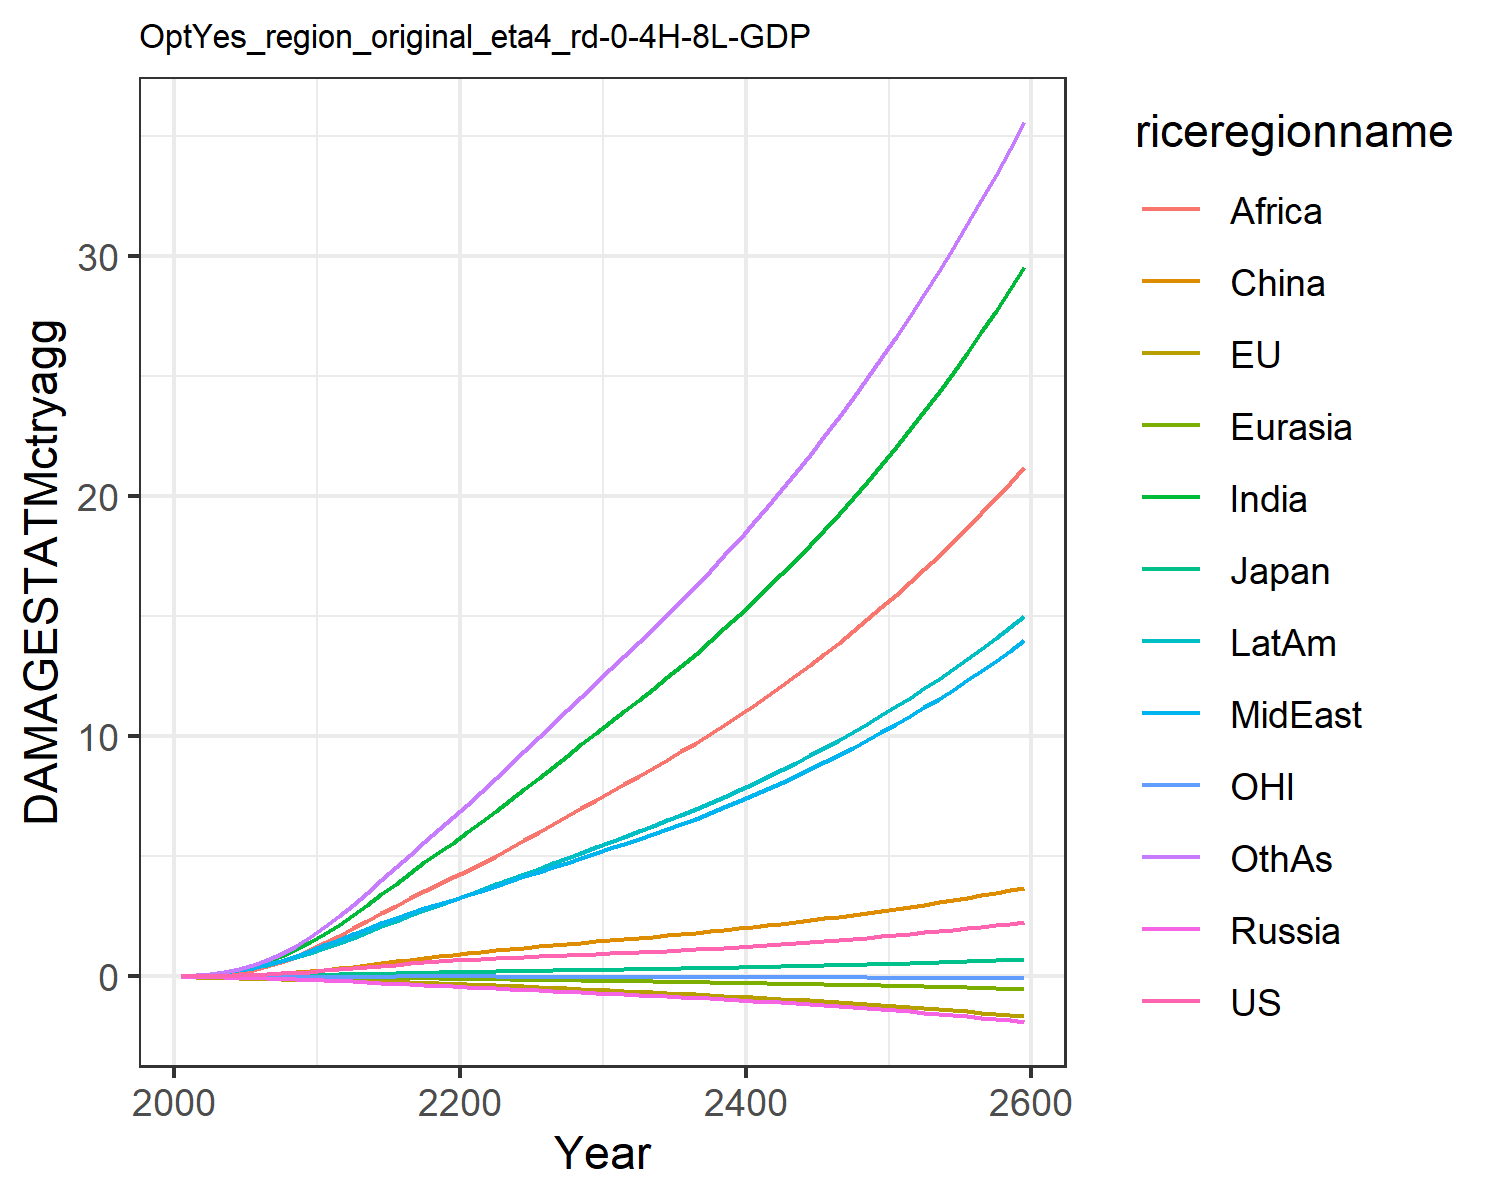 OptYes_region_original_eta4_rd-0-4H-8L-GDP
DAMAGESTATMctryagg
30
20
10
0
2000 2200 2400 2600
Year
riceregionname
Africa
China
EU
Eurasia
India
Japan
LatAm
MidEast
OHI
OthAs
Russia
US